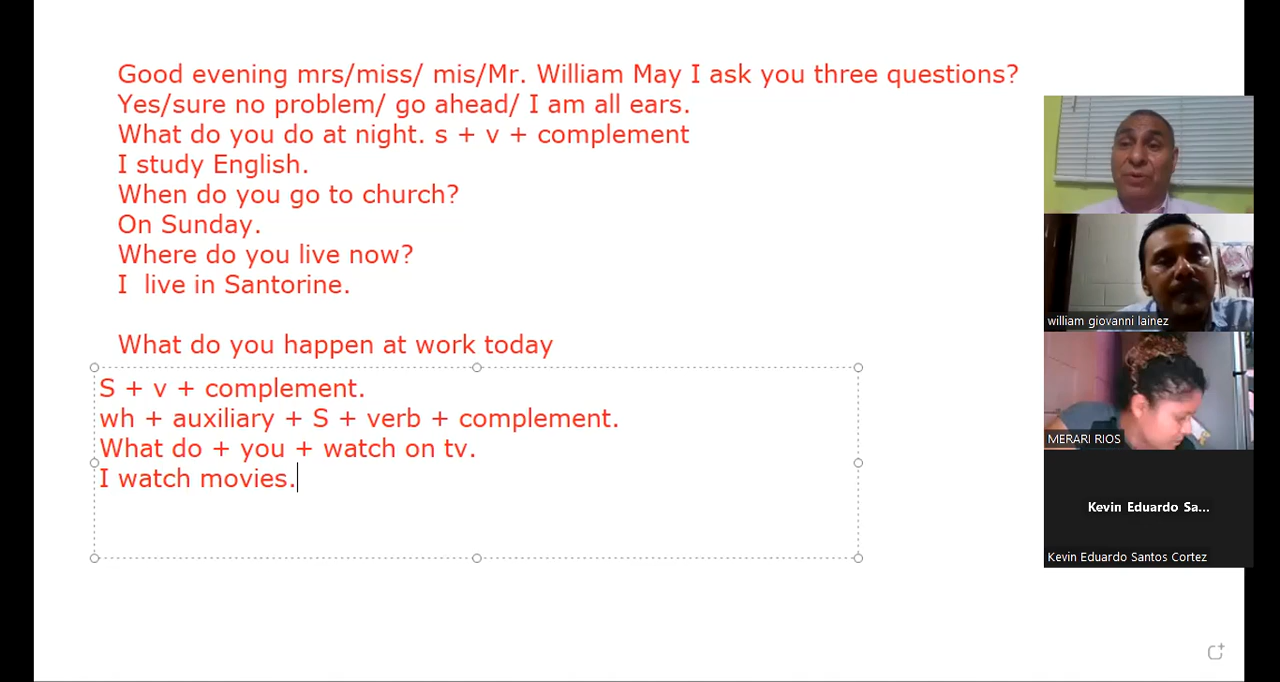 Good evening mrs/miss/ mis/Mr. William May I ask you three questions?
Yes/sure no problem/ go ahead/ I am all ears.
What do you do at night. s + v + complement
I study English.
When do you go to church?
On Sunday.
Where do you live now?
I  live in Santorine.
What do you happen at work today
S + v + complement.
wh + auxiliary + S + verb + complement.
What do + you + watch on tv.
I watch movies.
william giovanni lainez
MERARI RIOS
Kevin Eduardo Sa...
Kevin Eduardo Santos Cortez